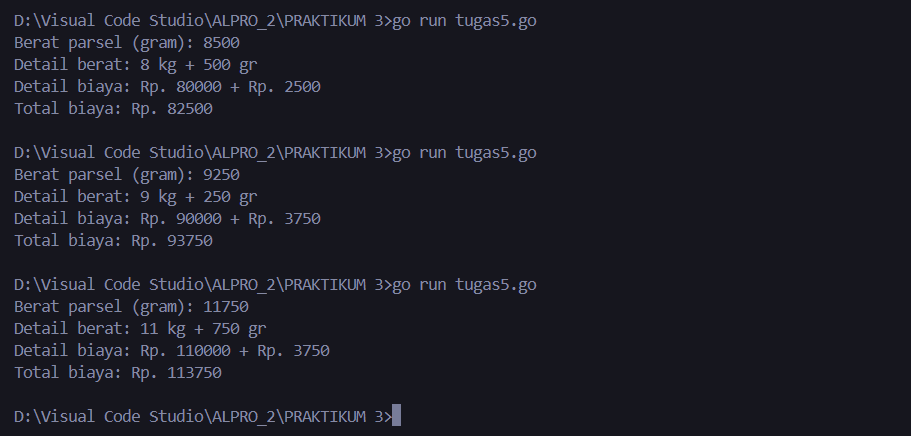 D:\Visual Code Studio\ALPRO_2\PRAKTIKUM 3>go run tugas5.go
Berat parsel (gram): 8500
Detail berat: 8 kg + 500 gr
Detail biaya: Rp. 80000 + Rp. 2500
Total biaya: Rp. 82500
D:\Visual Code Studio\ALPRO_2\PRAKTIKUM 3>go run tugas5.go
Berat parsel (gram): 9250
Detail berat: 9 kg + 250 gr
Detail biaya: Rp. 90000 + Rp. 3750
Total biaya: Rp. 93750
D:\Visual Code Studio\ALPRO_2\PRAKTIKUM 3>go run tugas5.go
Berat parsel (gram): 11750
Detail berat: 11 kg + 750 gr
Detail biaya: Rp. 110000 + Rp. 3750
Total biaya: Rp. 113750
D:\Visual Code Studio\ALPRO_2\PRAKTIKUM 3>